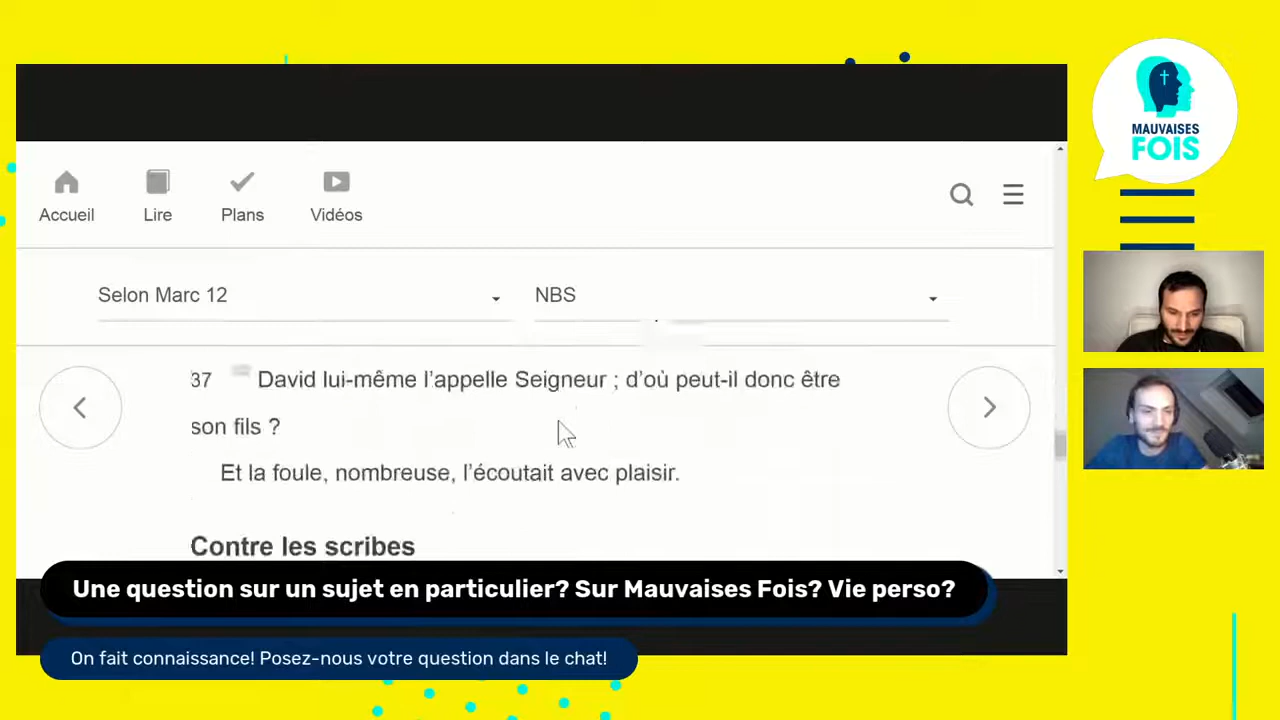 MAUVAISES
FOIS
Accueil
Lire
Plans
Vidéos
Selon Marc 12
NBS
37 David lui-même l’appelle Seigneur ; d’où peut-il donc être
son fils ?
Et la foule, nombreuse, l’écoutait avec plaisir.
Contre les scribes
Une question sur un sujet en particulier? Sur Mauvaises Fois? Vie perso?
On fait connaissance! Posez-nous votre question dans le chat!